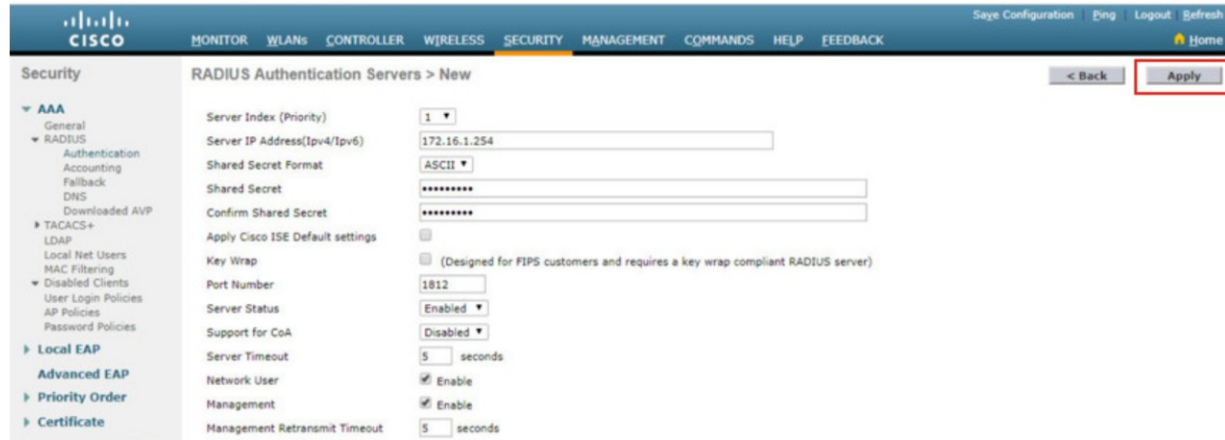 Save Configuration Ping Logout Refresh
CISCO MONITOR WLANs CONTROLLER WIRELESS SECURITY MANAGEMENT COMMANDS HELP FEEDBACK Home
Security
AAA
General
RADIUS
Authentication
Accounting
Fallback
DNS
Downloaded AVP
TACACS+
LDAP
Local Net Users
MAC Filtering
Disabled Clients
User Login Policies
AP Policies
Password Policies
Local EAP
Advanced EAP
Priority Order
Certificate
RADIUS Authentication Servers > New < Back Apply
Server Index (Priority) 1
Server IP Address(Ipv4/Ipv6) 172.16.1.254
Shared Secret Format ASCII
Shared Secret •••••••••
Confirm Shared Secret •••••••••
Apply Cisco ISE Default settings
Key Wrap (Designed for FIPS customers and requires a key wrap compliant RADIUS server)
Port Number 1812
Server Status Enabled
Support for CoA Disabled
Server Timeout 5 seconds
Network User Enable
Management Enable
Management Retransmit Timeout 5 seconds